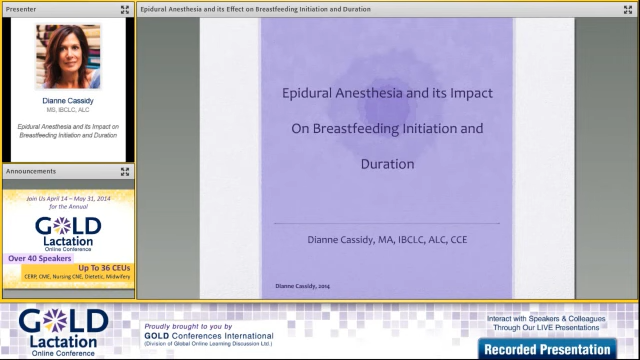 Presenter
Dianne Cassidy
MS, IBCLC, ALC
Epidural Anesthesia and its Impact on
Breastfeeding Initiation and Duration
Announcements
Join Us April 14 – May 31, 2014
for the Annual
GOLD
Lactation
Online Conference
Over 40 Speakers
Up To 36 CEUs
CERP, CME, Nursing CNE, Dietetic, Midwifery
Epidural Anesthesia and its Effect on Breastfeeding Initiation and Duration
Epidural Anesthesia and its Impact
On Breastfeeding Initiation and
Duration
Dianne Cassidy, MA, IBCLC, ALC, CCE
Dianne Cassidy, 2014
GOLD
Lactation
Online Conference
Proudly brought to you by
GOLD Conferences International
(Division of Global Online Learning Discussion Ltd.)
Interact with Speakers & Colleagues
Through Our LIVE Presentations
Recorded Presentation